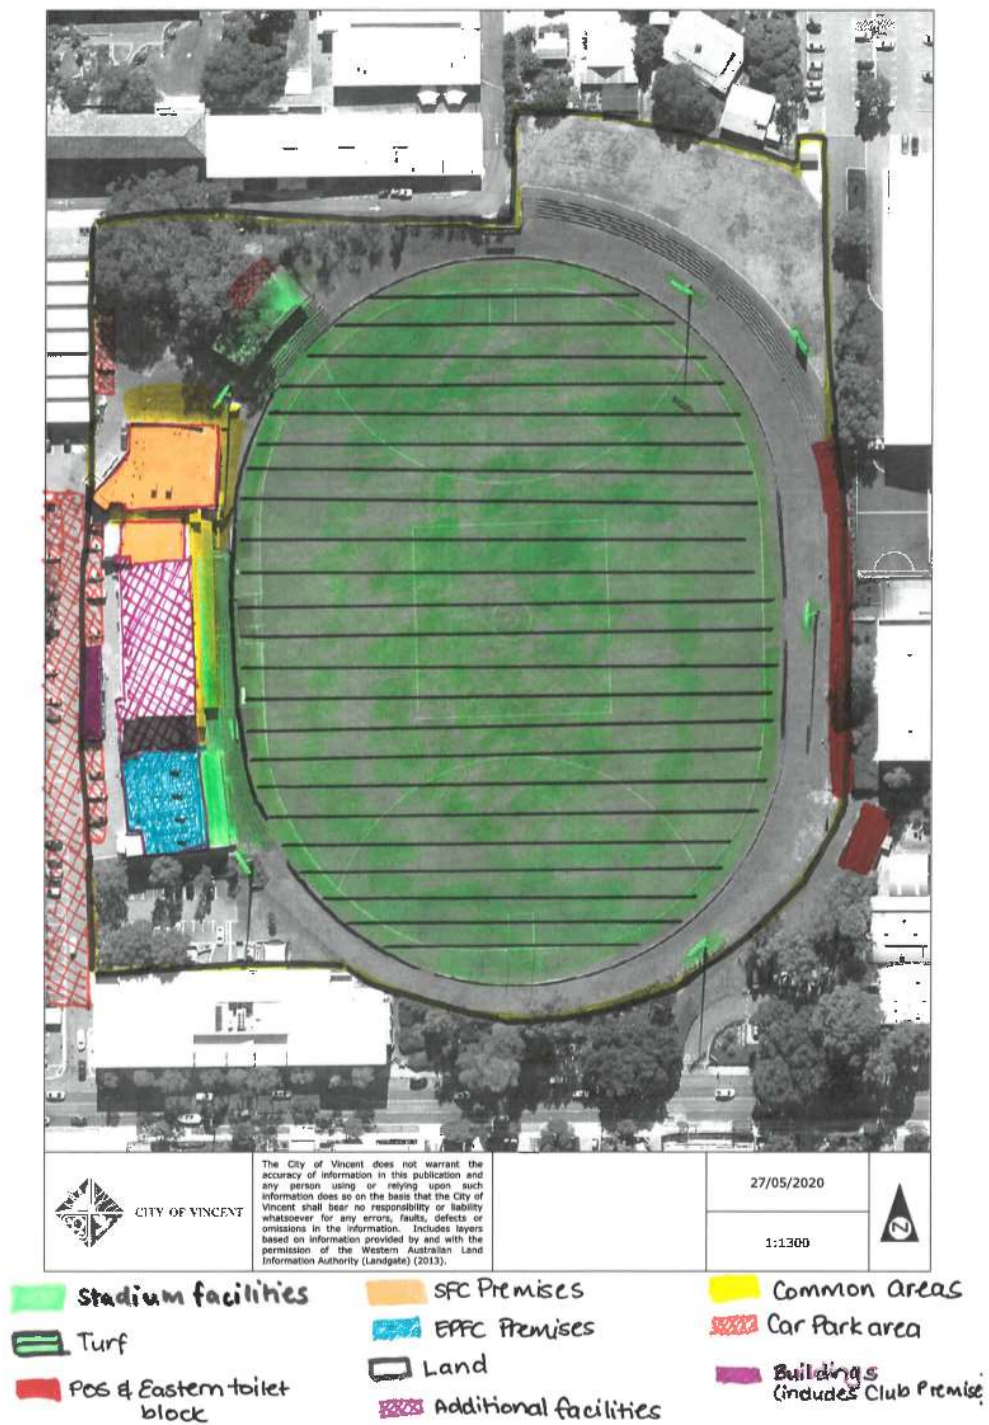 CITY OF VINCENT
The City of Vincent does not warrant the
accuracy of information in this publication and
any person using or relying upon such
information does so on the basis that the City of
Vincent shall bear no responsibility or liability
whatsoever for any errors, faults, defects or
omissions in the information. Includes layers
based on information provided by and with the
permission of the Western Australian Land
Information Authority (Landgate) (2013).
27/05/2020
1:1300
Z
Stadium facilities
Turf
POS & Eastern toilet
block
SFC Premises
EPFC Premises
Land
Additional facilities
Common areas
Car Park area
Buildings
(includes Club Premise